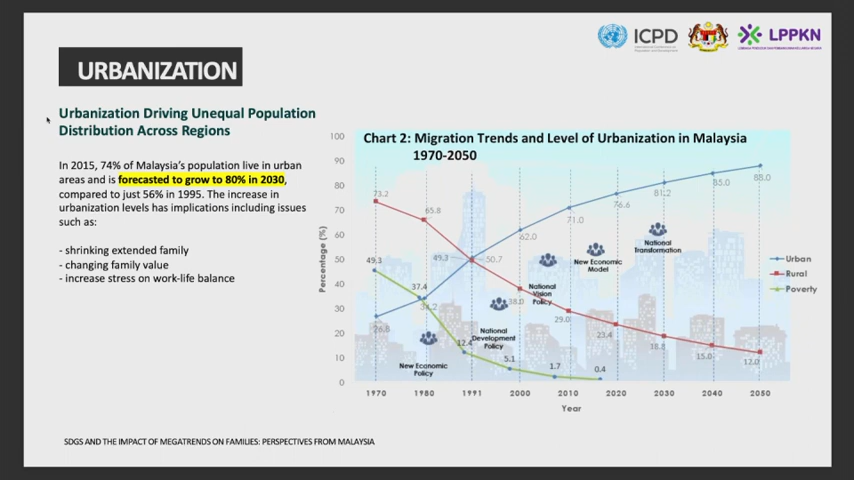 ICPD
LPPKN
URBANIZATION
Urbanization Driving Unequal Population
Distribution Across Regions
In 2015, 74% of Malaysia's population live in urban
areas and is forecasted to grow to 80% in 2030,
compared to just 56% in 1995. The increase in
urbanization levels has implications including issues
such as:
- shrinking extended family
- changing family value
- increase stress on work-life balance
Chart 2: Migration Trends and Level of Urbanization in Malaysia
1970-2050
Percentage (%)
100
90
80
70
60
50
40
30
20
10
0
73.2
65.8
49.3
50.7
62.0
71.0
76.6
81.2
85.0
88.0
49.3
37.4
34.2
26.8
38.0
29.0
23.4
18.8
15.0
12.0
12.4
5.1
1.7
0.4
New Economic
Policy
National
Development
Policy
National
Vision
Policy
New Economic
Model
National
Transformation
Urban
Rural
Poverty
1970 1980 1991 2000 2010 2020 2030 2040 2050
Year
SDGS AND THE IMPACT OF MEGATRENDS ON FAMILIES: PERSPECTIVES FROM MALAYSIA